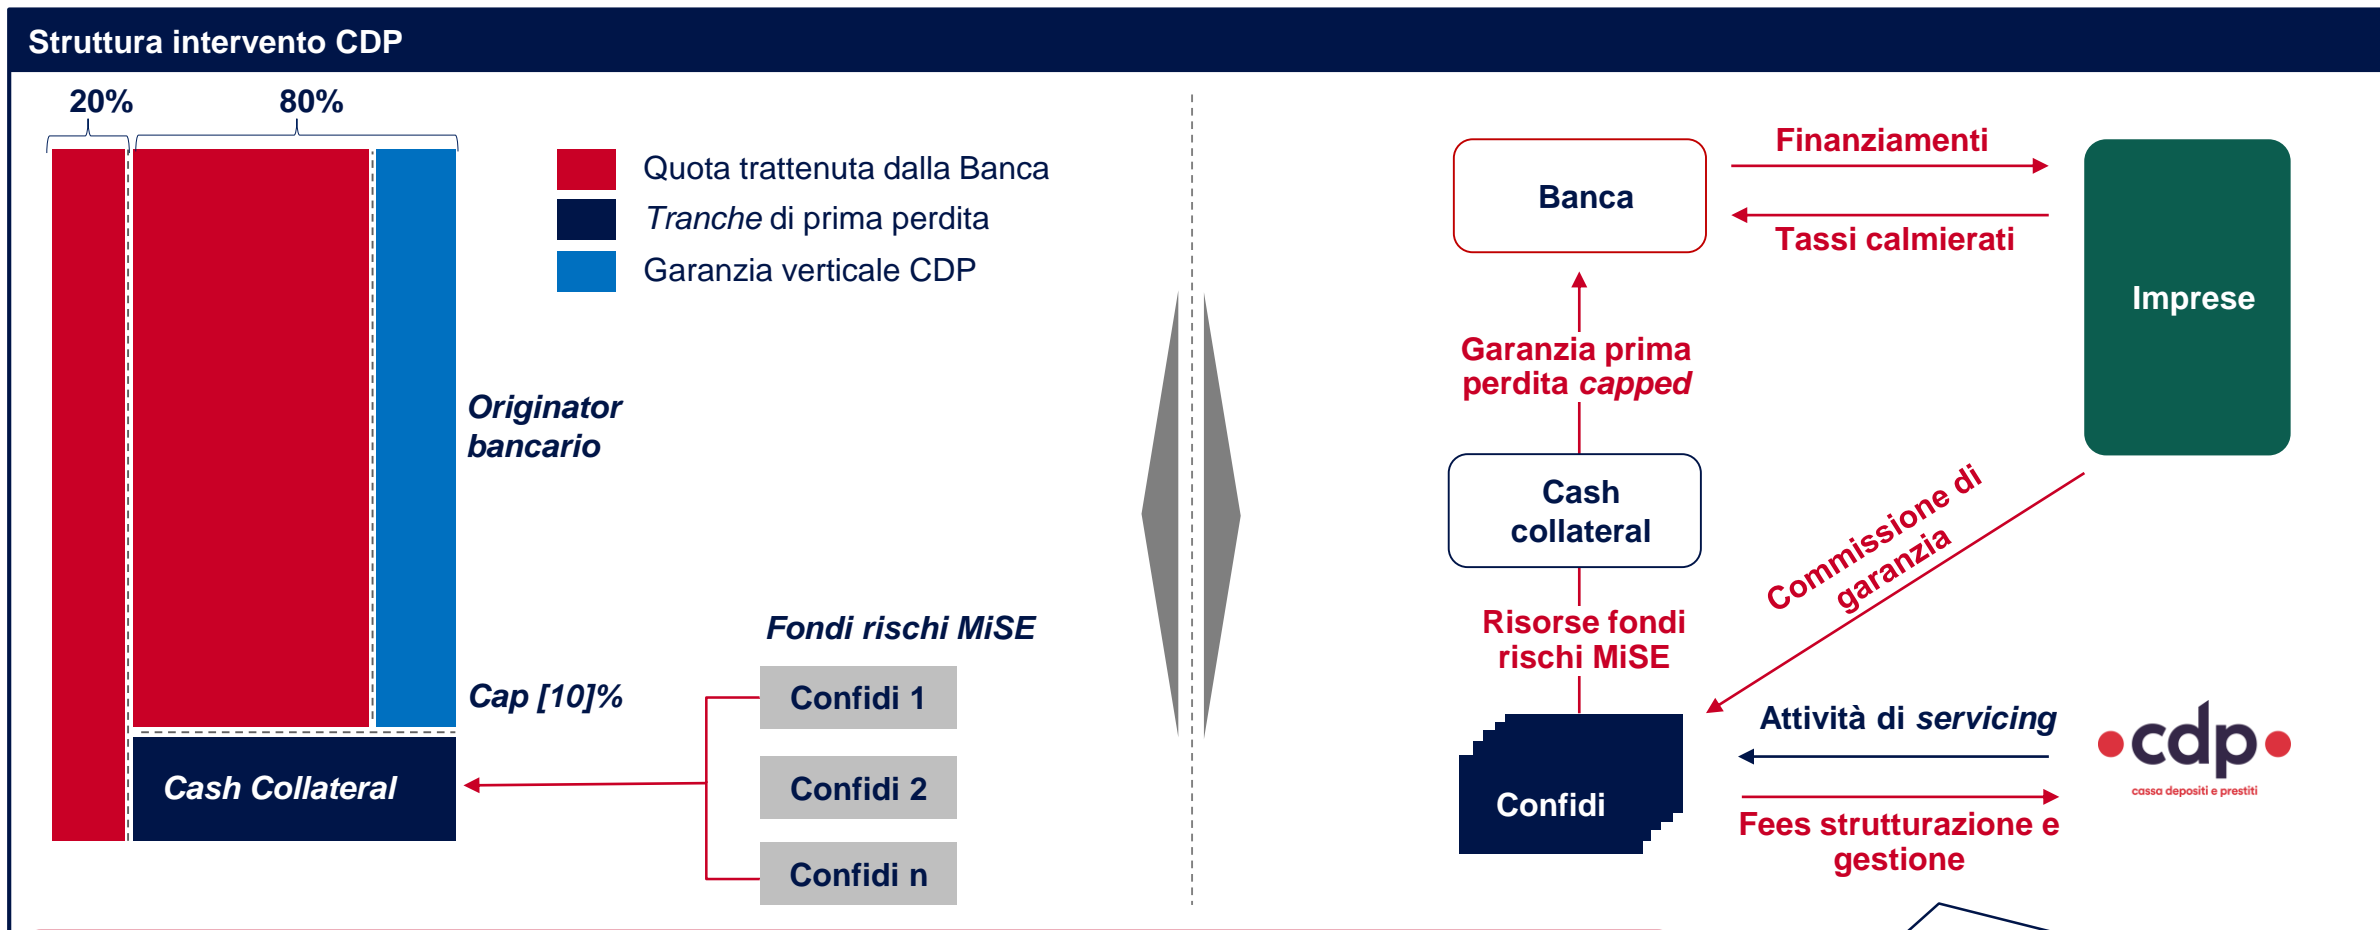 Struttura intervento CDP
20%
80%
Quota trattenuta dalla Banca
Tranche di prima perdita
Garanzia verticale CDP
Originator
bancario
Cap [10]%
Cash Collateral
Fondi rischi MiSE
Confidi 1
Confidi 2
Confidi n
Banca
Finanziamenti
Tassi calmierati
Imprese
Garanzia prima
perdita capped
Cash
collateral
Commissione di
garanzia
Risorse fondi
rischi MiSE
Confidi
Attività di servicing
cdp
cassa depositi e prestiti
Fees strutturazione e
gestione